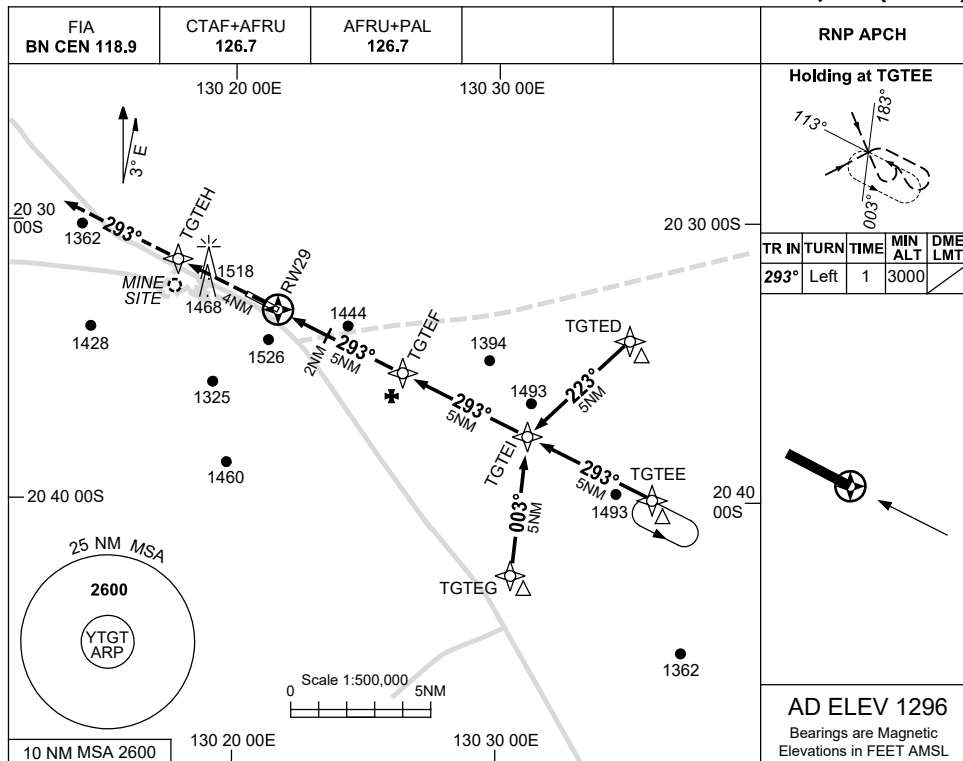 FIA
BN CEN 118.9
CTAF+AFRU
126.7
AFRU+PAL
126.7
RNP APCH
130 20 00E
130 30 00E
Holding at TGTEE
113°
183°
003°
3° E
20 30
00S
20 30 00S
TR IN
TURN
TIME
MIN
ALT
DME
LMT
293°
Left
1
3000
293°
1362
TGTEH
MINE
SITE
1518
1468
4NM
RW29
1428
1526
1325
1460
1444
2NM
293°
5NM
TGTEF
1394
293°
5NM
1493
TGTED
223°
5NM
TGTEI
293°
5NM
TGTEE
1493
003°
5NM
TGTEG
20 40 00S
20 40
00S
25 NM MSA
2600
YTGT
ARP
Scale 1:500,000
0
5NM
1362
10 NM MSA 2600
130 20 00E
130 30 00E
AD ELEV 1296
Bearings are Magnetic
Elevations in FEET AMSL